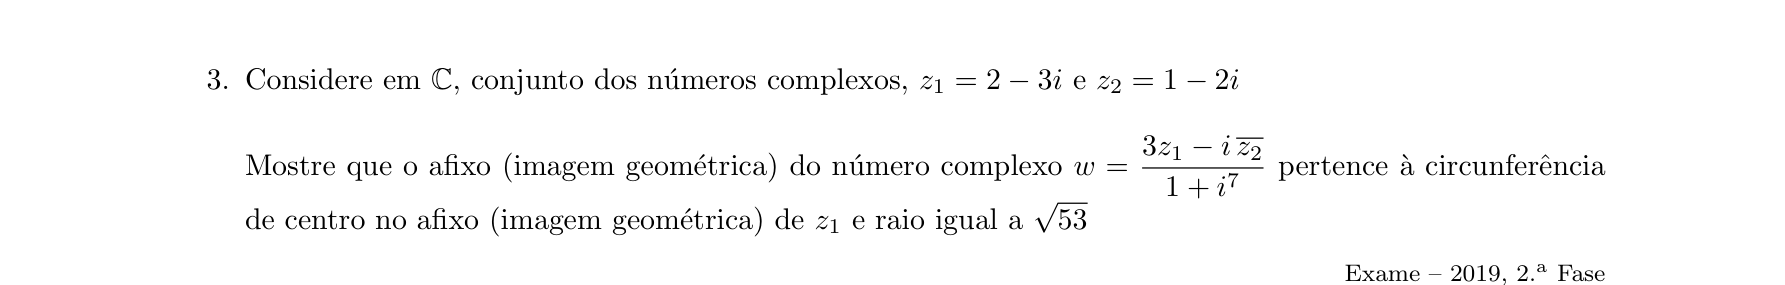 3. Considere em ℂ, conjunto dos números complexos, $z_1 = 2 - 3i$ e $z_2 = 1 - 2i$
Mostre que o afixo (imagem geométrica) do número complexo $w = \dfrac{3z_1 - i\,\overline{z_2}}{1 + i^7}$ pertence à circunferência
de centro no afixo (imagem geométrica) de $z_1$ e raio igual a $\sqrt{53}$
Exame – 2019, 2.ª Fase